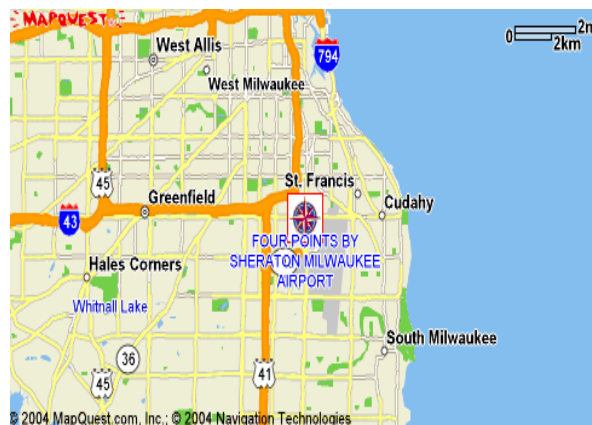 MAPQUEST
West Allis
794
0 2m
2km
West Milwaukee
45
St. Francis
Greenfield
Cudahy
43
FOUR POINTS BY
SHERATON MILWAUKEE
AIRPORT
Hales Corners
Whitnall Lake
South Milwaukee
36
45
41
© 2004 MapQuest.com, Inc.; © 2004 Navigation Technologies